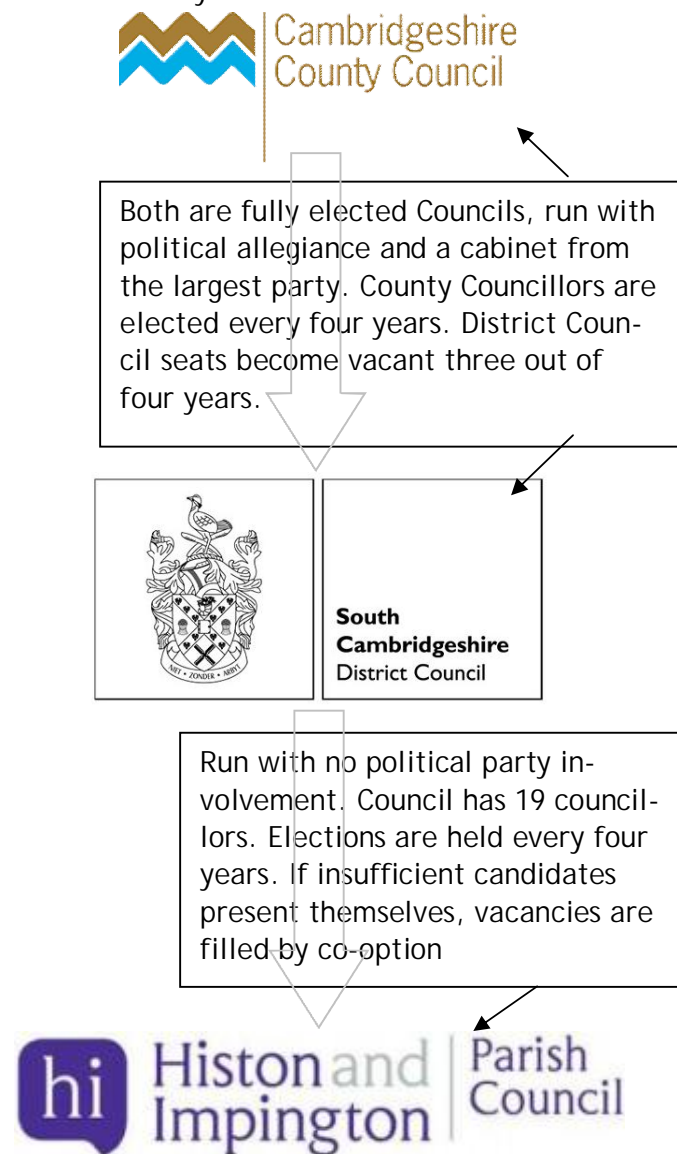 Cambridgeshire
County Council
Both are fully elected Councils, run with
political allegiance and a cabinet from
the largest party. County Councillors are
elected every four years. District Coun-
cil seats become vacant three out of
four years.
NIET • ZONDER • ARBYT
South
Cambridgeshire
District Council
Run with no political party in-
volvement. Council has 19 council-
lors. Elections are held every four
years. If insufficient candidates
present themselves, vacancies are
filled by co-option
hi Histon and
Impington
Parish
Council